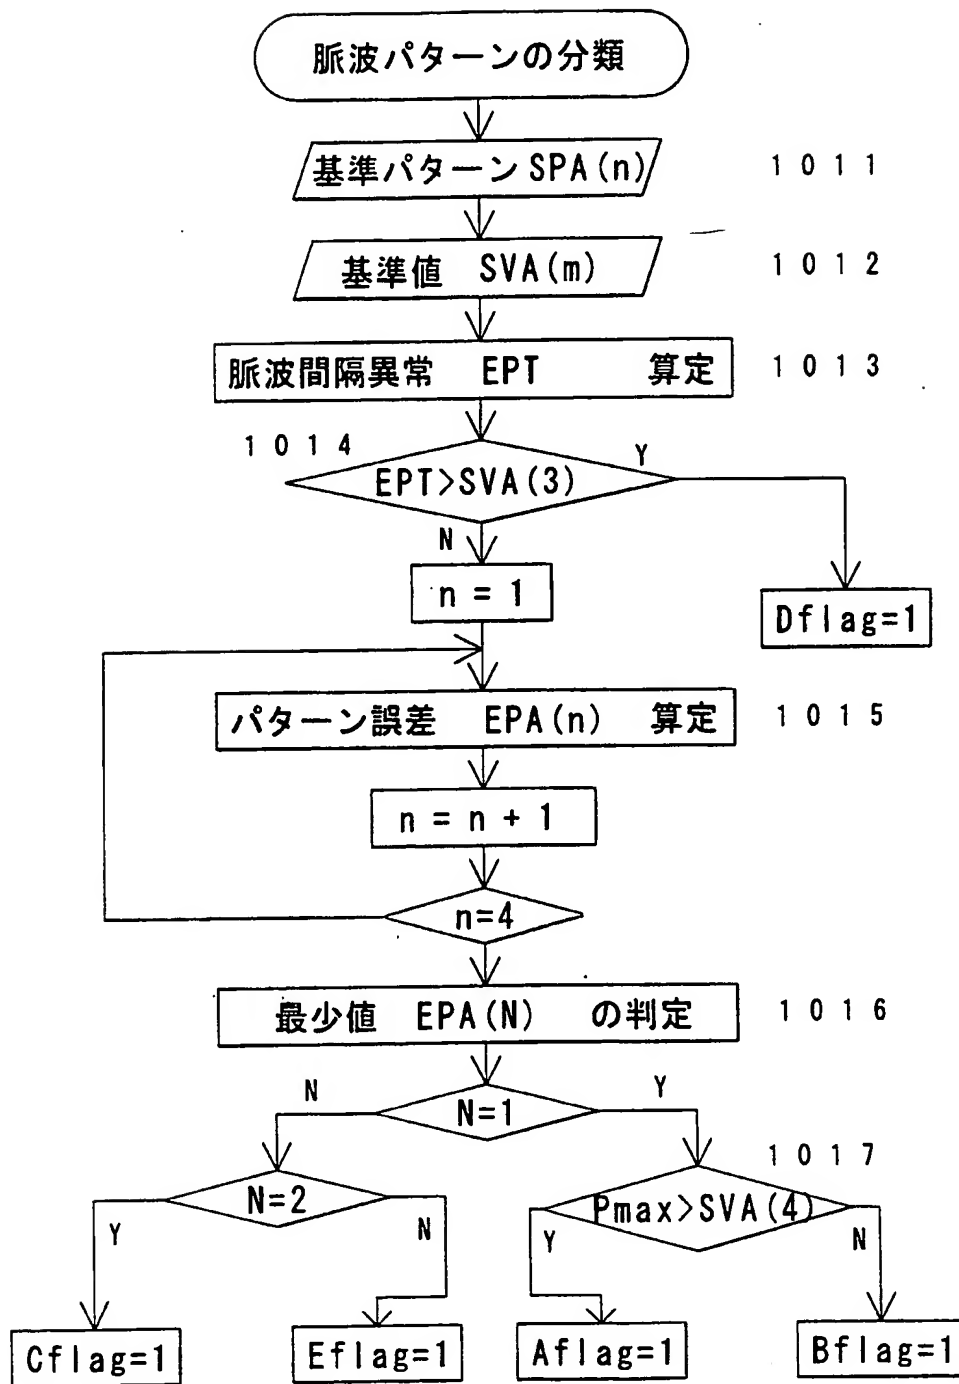 脈波パターンの分類
基準パターン SPA(n)
1011
基準値 SVA(m)
1012
脈波間隔異常 EPT 算定
1013
1014
EPT>SVA(3)
Y
N
n = 1
Dflag=1
パターン誤差 EPA(n) 算定
1015
n = n + 1
n=4
最少値 EPA(N) の判定
1016
N
N=1
Y
1017
N=2
Pmax>SVA(4)
Y
N
Y
N
Cflag=1
Eflag=1
Aflag=1
Bflag=1